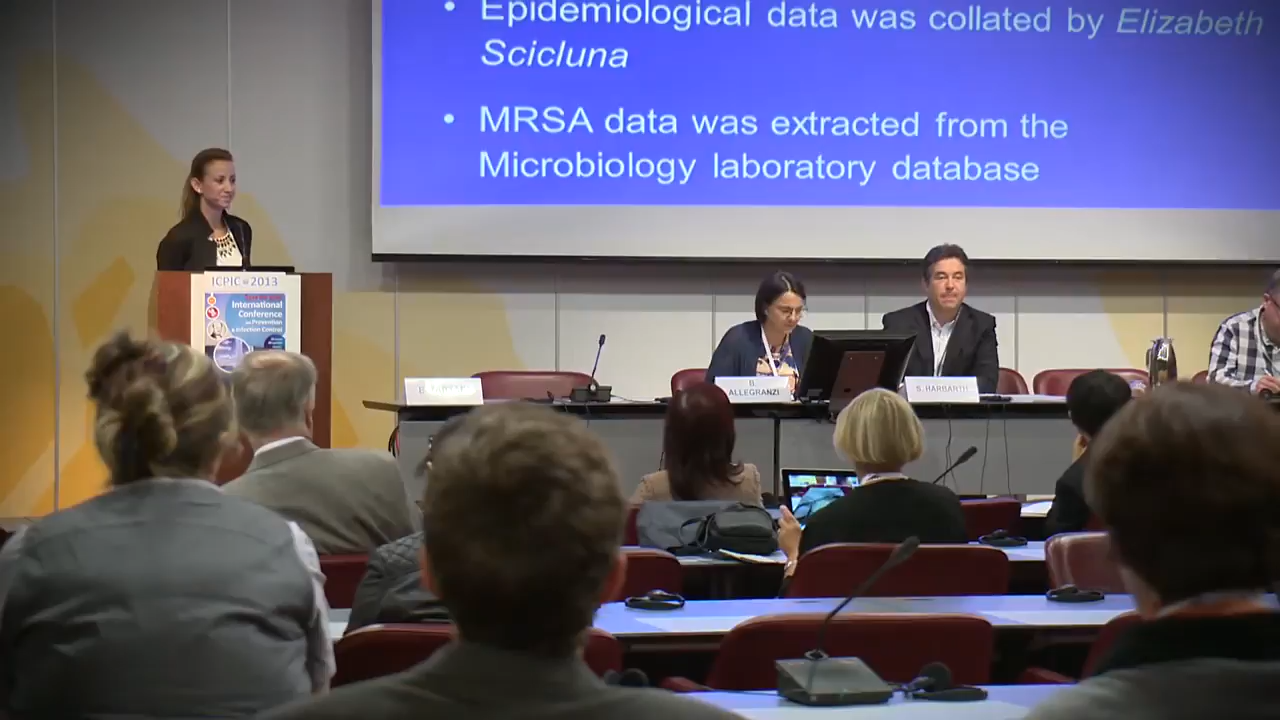 • Epidemiological data was collated by Elizabeth
Scicluna
• MRSA data was extracted from the
Microbiology laboratory database
ICPIC 2013
International
Conference
on Prevention
& Infection Control
B.
ALLEGRANZI
S. HARBARTH